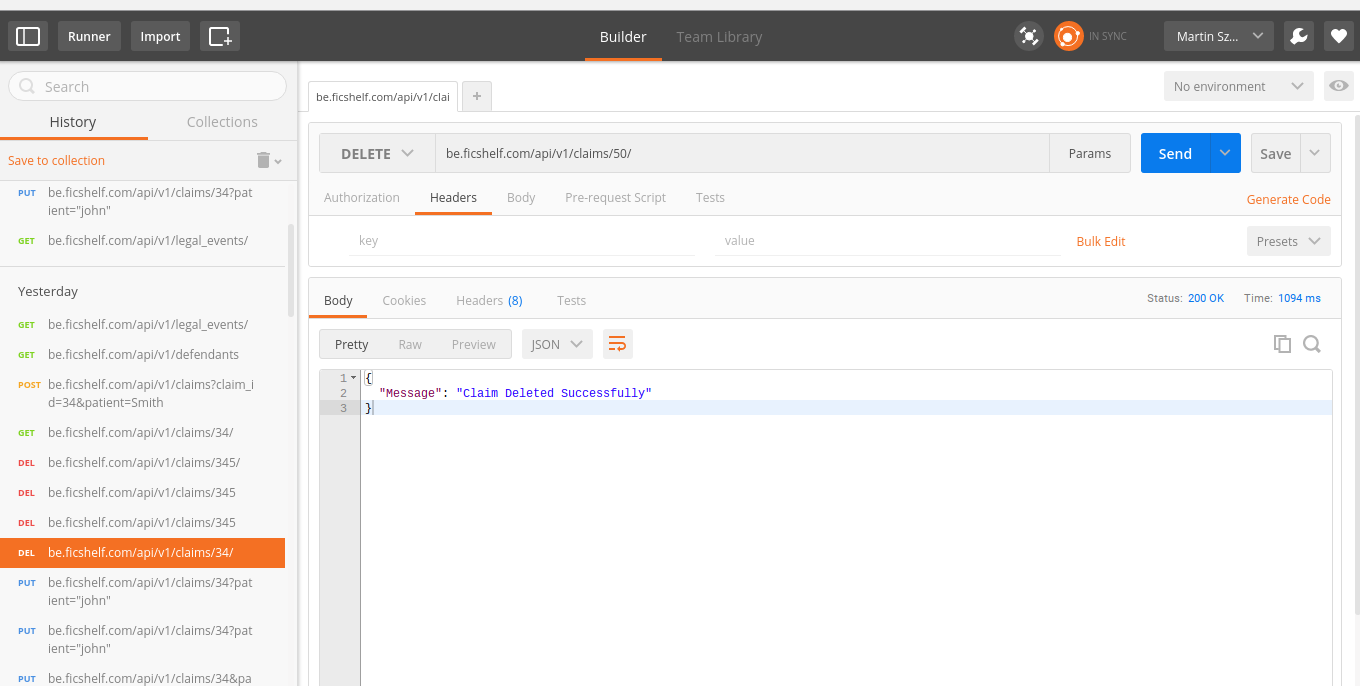 Runner
Import
Builder
Team Library
IN SYNC
Martin Sz...
Search
History
Collections
Save to collection
PUT be.ficshelf.com/api/v1/claims/34?pat
ient="john"
GET be.ficshelf.com/api/v1/legal_events/
Yesterday
GET be.ficshelf.com/api/v1/legal_events/
GET be.ficshelf.com/api/v1/defendants
POST be.ficshelf.com/api/v1/claims?claim_i
d=34&patient=Smith
GET be.ficshelf.com/api/v1/claims/34/
DEL be.ficshelf.com/api/v1/claims/345/
DEL be.ficshelf.com/api/v1/claims/345
DEL be.ficshelf.com/api/v1/claims/345
DEL be.ficshelf.com/api/v1/claims/34/
PUT be.ficshelf.com/api/v1/claims/34?pat
ient="john"
PUT be.ficshelf.com/api/v1/claims/34?pat
ient="john"
PUT be.ficshelf.com/api/v1/claims/34&pa
be.ficshelf.com/api/v1/clai
+
No environment
DELETE
be.ficshelf.com/api/v1/claims/50/
Params
Send
Save
Authorization
Headers
Body
Pre-request Script
Tests
Generate Code
key
value
Bulk Edit
Presets
Body
Cookies
Headers (8)
Tests
Status: 200 OK
Time: 1094 ms
Pretty
Raw
Preview
JSON
1 {
2 "Message": "Claim Deleted Successfully"
3 }